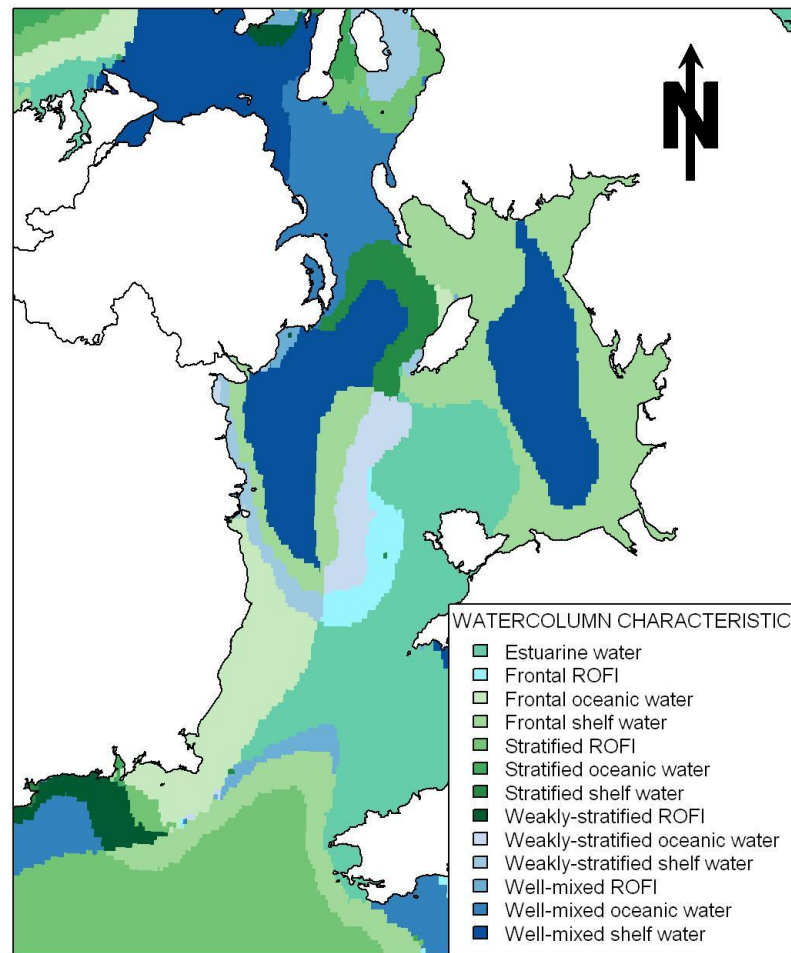 N
WATERCOLUMN CHARACTERISTIC
Estuarine water
Frontal ROFI
Frontal oceanic water
Frontal shelf water
Stratified ROFI
Stratified oceanic water
Stratified shelf water
Weakly-stratified ROFI
Weakly-stratified oceanic water
Weakly-stratified shelf water
Well-mixed ROFI
Well-mixed oceanic water
Well-mixed shelf water